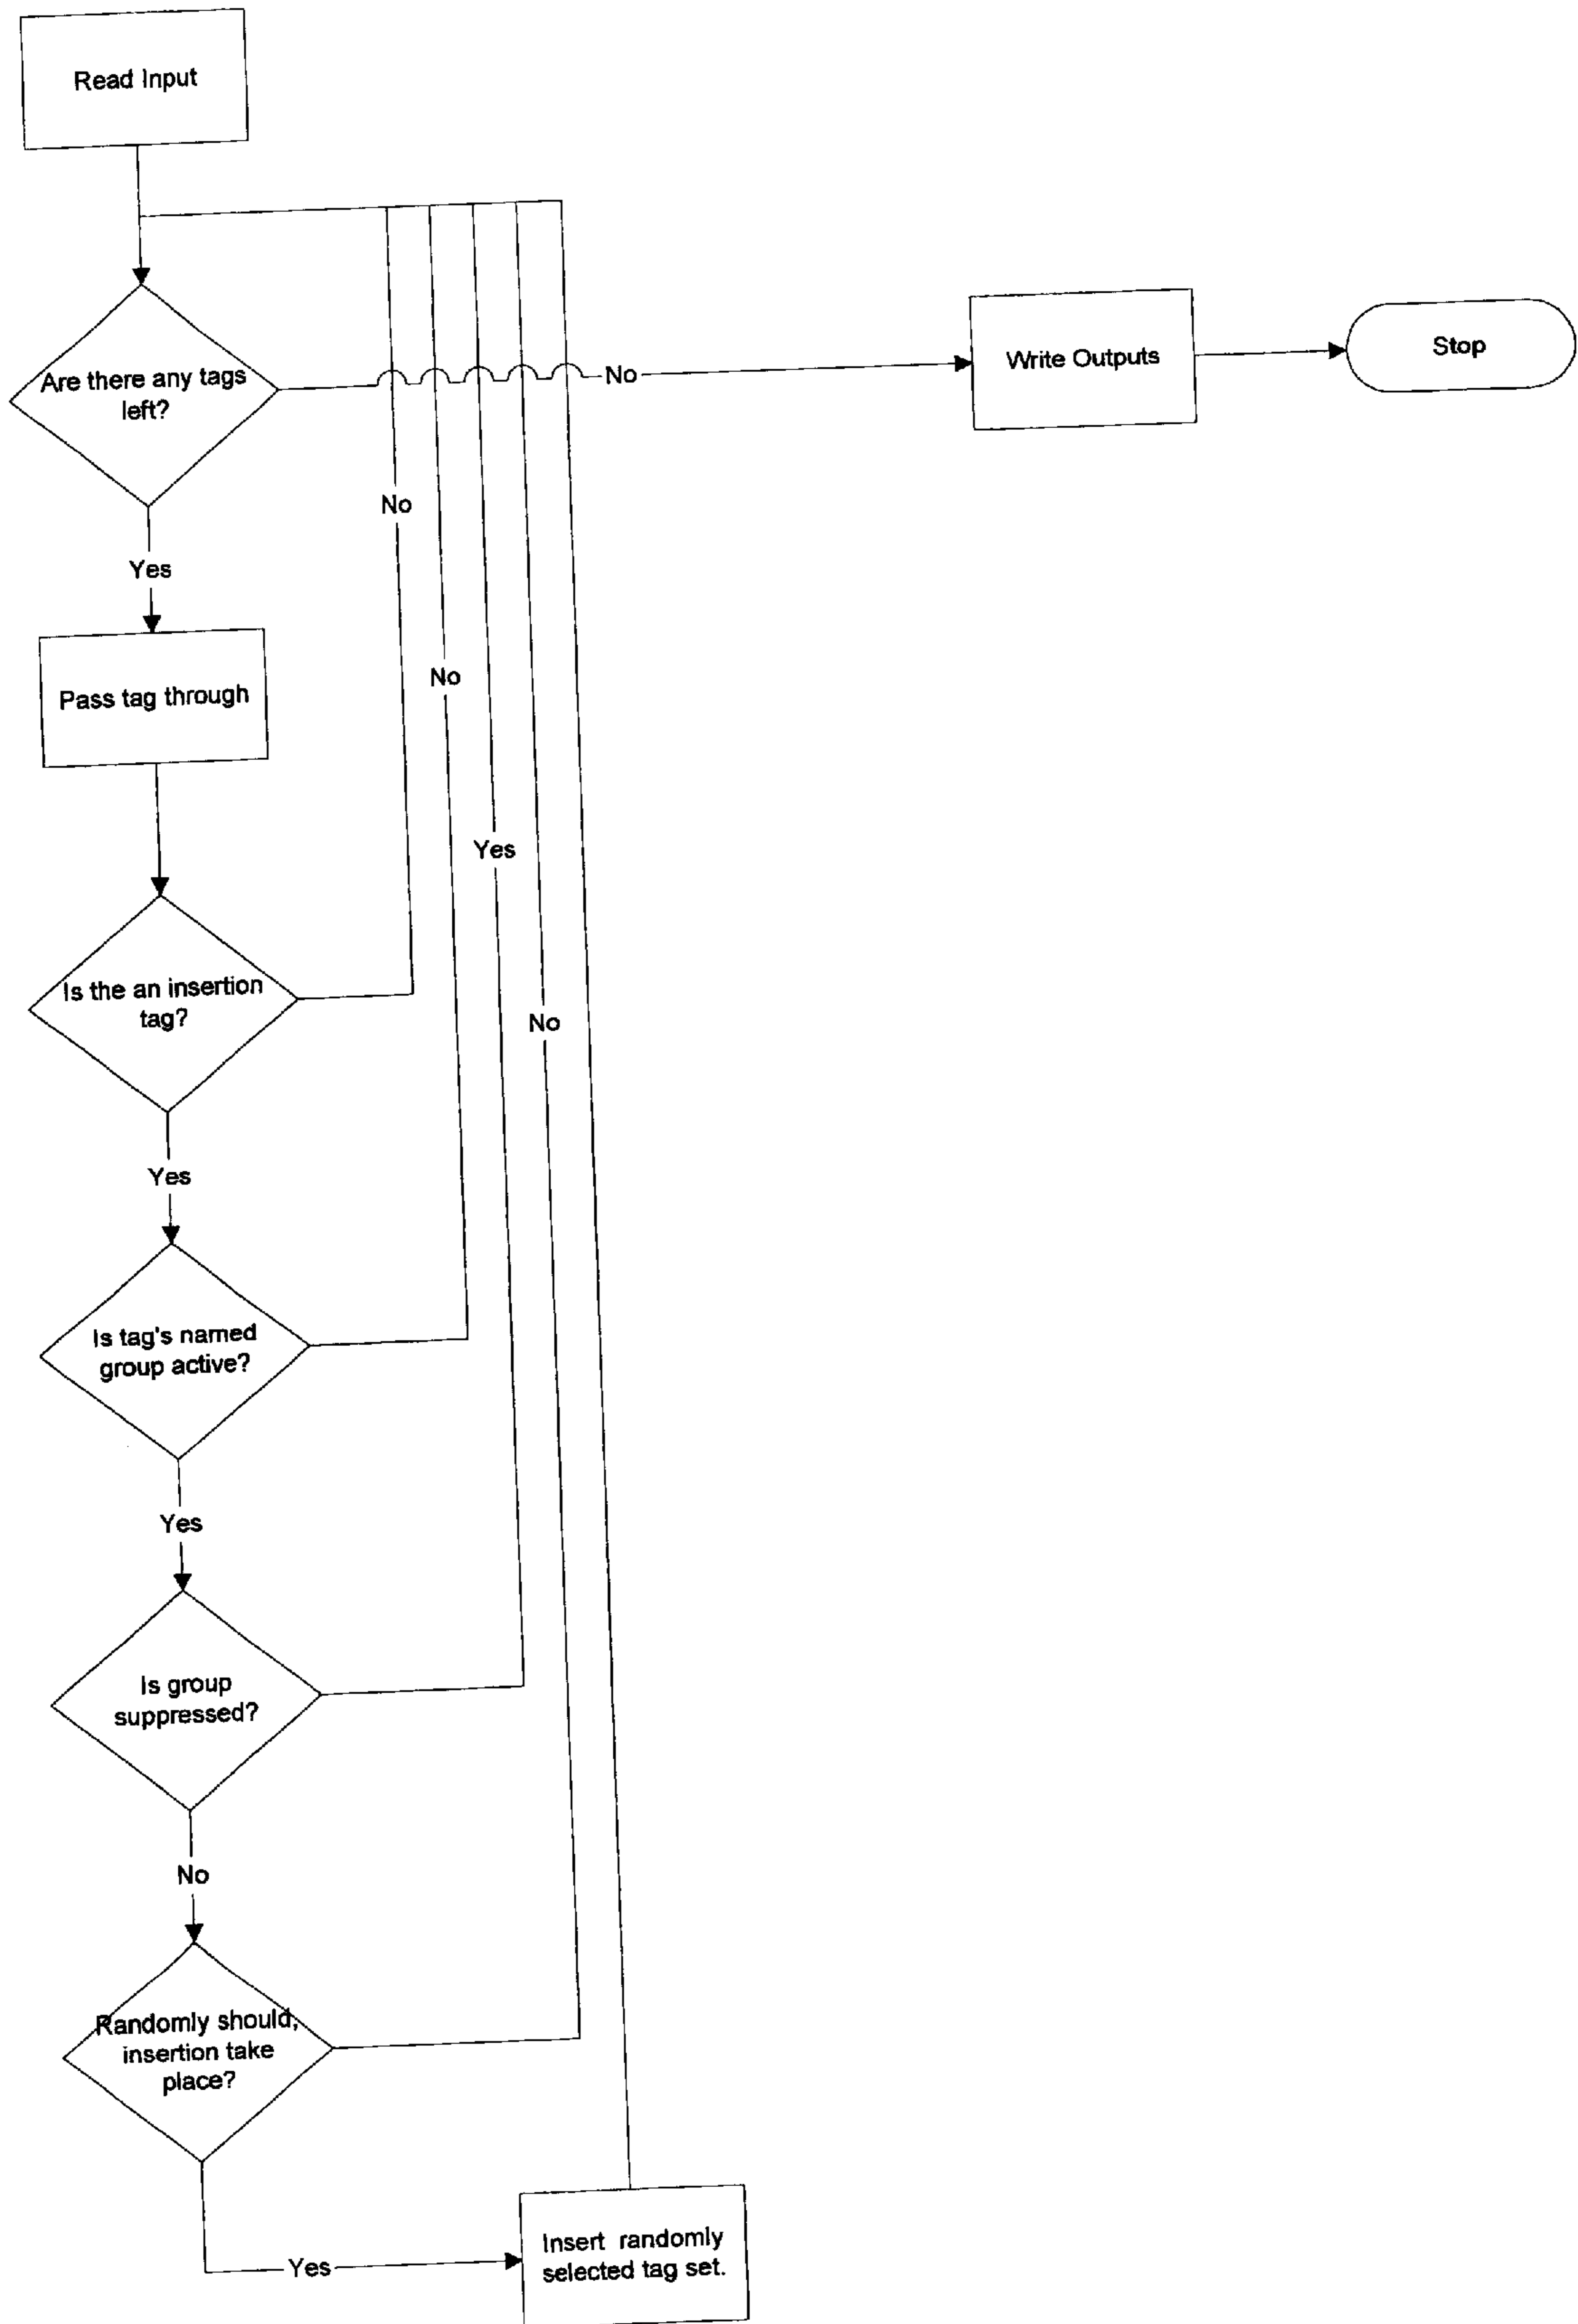 Read Input
Are there any tags
left?
No
Write Outputs
Stop
No
Yes
No
Pass tag through
Yes
Is the an insertion
tag?
No
Yes
Is tag's named
group active?
Yes
Is group
suppressed?
No
Randomly should,
insertion take
place?
Yes
Insert randomly
selected tag set.